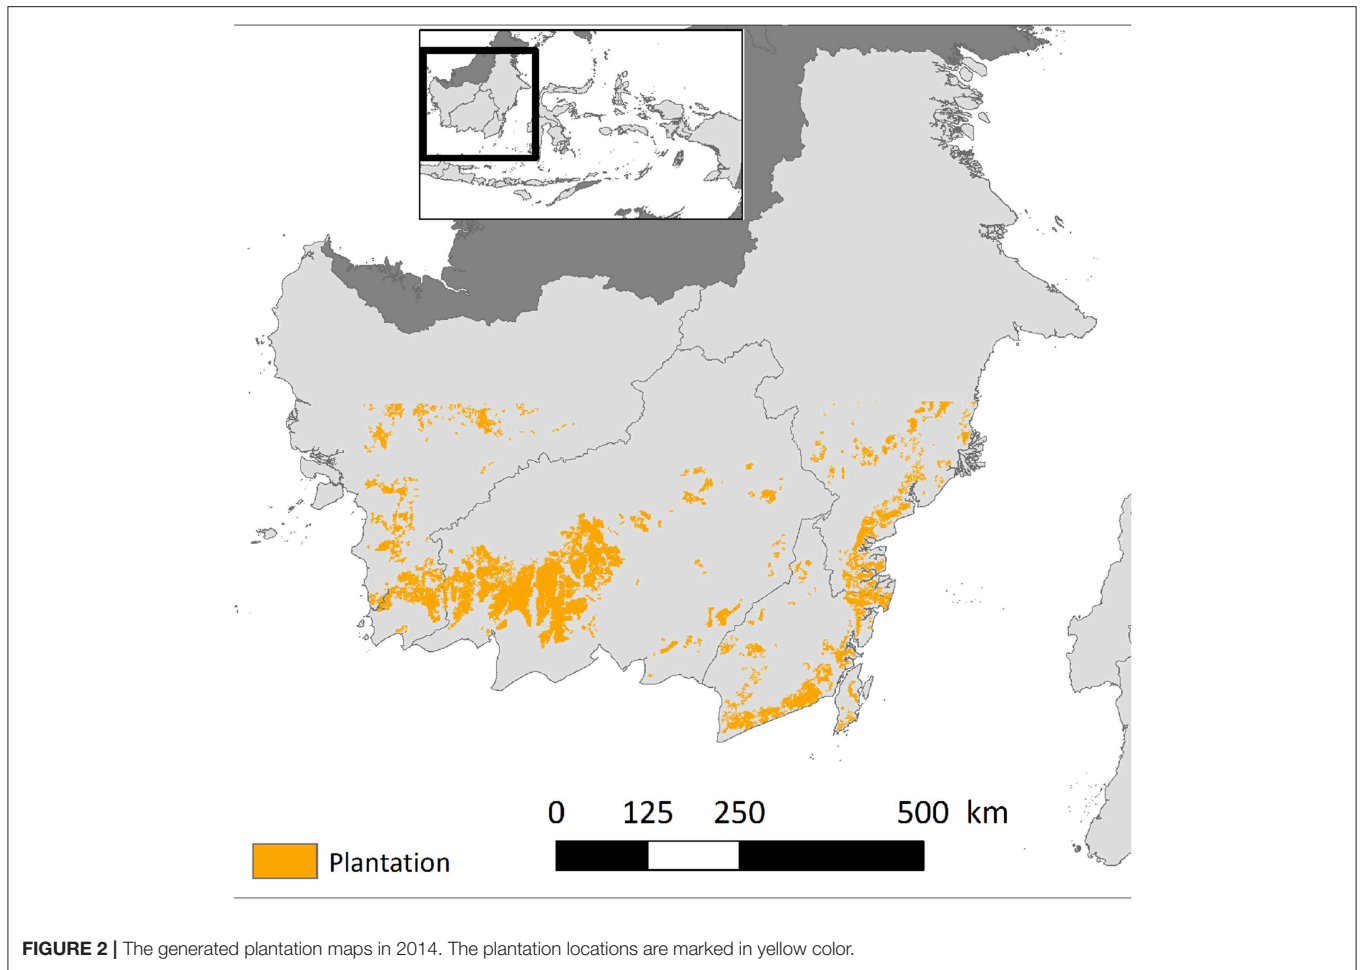 0 125 250 500 km
Plantation
FIGURE 2 | The generated plantation maps in 2014. The plantation locations are marked in yellow color.